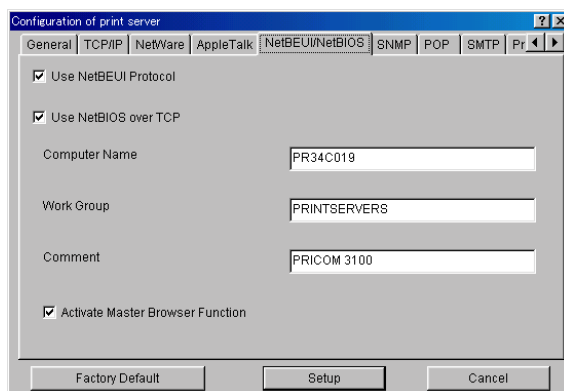 Configuration of print server
General TCP/IP NetWare AppleTalk NetBEUI/NetBIOS SNMP POP SMTP Pr
Use NetBEUI Protocol
Use NetBIOS over TCP
Computer Name PR34C019
Work Group PRINTSERVERS
Comment PRICOM 3100
Activate Master Browser Function
Factory Default Setup Cancel